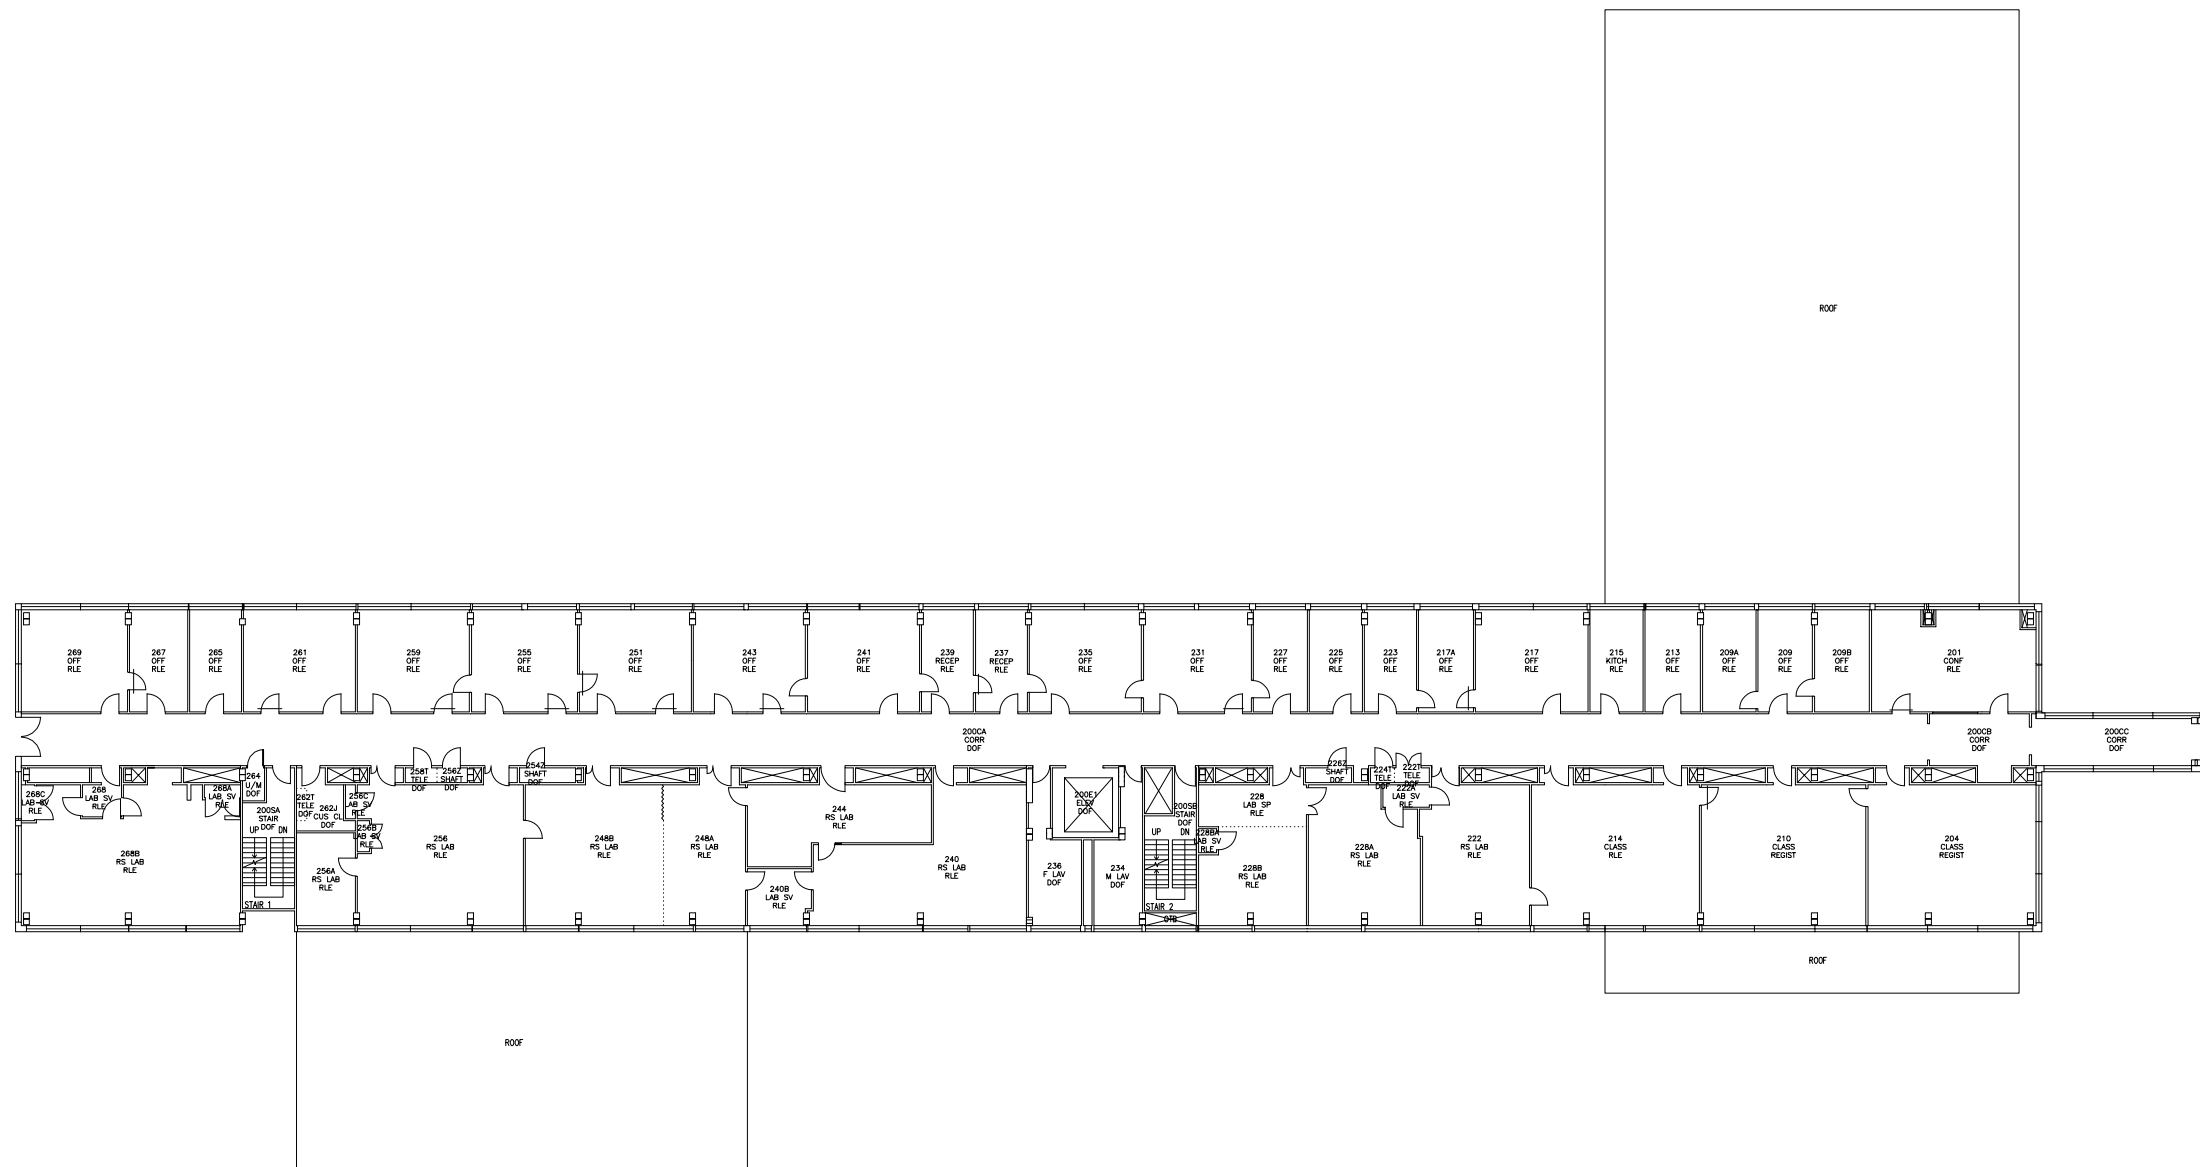 ROOF
269
OFF
RLE
267
OFF
RLE
265
OFF
RLE
261
OFF
RLE
259
OFF
RLE
255
OFF
RLE
251
OFF
RLE
243
OFF
RLE
241
OFF
RLE
239
RECEP
RLE
237
RECEP
RLE
235
OFF
RLE
231
OFF
RLE
227
OFF
RLE
225
OFF
RLE
223
OFF
RLE
217A
OFF
RLE
217
OFF
RLE
215
KITCH
RLE
213
OFF
RLE
209A
OFF
RLE
209
OFF
RLE
209B
OFF
RLE
201
CONF
RLE
200CA
CORR
DOF
200CB
CORR
DOF
200CC
CORR
DOF
268C
LAB SV
RLE
268
LAB SV
RLE
268A
LAB SV
RLE
264
U/M
DOF
200SA
STAIR
DOF
UP DN
STAIR 1
268B
RS LAB
RLE
262T
TELE
DOF
262J
CUS CL
DOF
256C
LAB SV
RLE
256B
LAB SV
RLE
256A
RS LAB
RLE
258T
TELE
DOF
256Z
SHAFT
DOF
254Z
SHAFT
DOF
256
RS LAB
RLE
248B
RS LAB
RLE
248A
RS LAB
RLE
244
RS LAB
RLE
240B
LAB SV
RLE
240
RS LAB
RLE
200E1
ELEV
DOF
236
F LAV
DOF
234
M LAV
DOF
200SB
STAIR
DOF
UP DN
STAIR 2
OTB
228
LAB SP
RLE
228BA
LAB SV
RLE
228B
RS LAB
RLE
226Z
SHAFT
DOF
228A
RS LAB
RLE
224T
TELE
DOF
222T
TELE
DOF
222A
LAB SV
RLE
222
RS LAB
RLE
214
CLASS
RLE
210
CLASS
REGIST
204
CLASS
REGIST
ROOF
ROOF